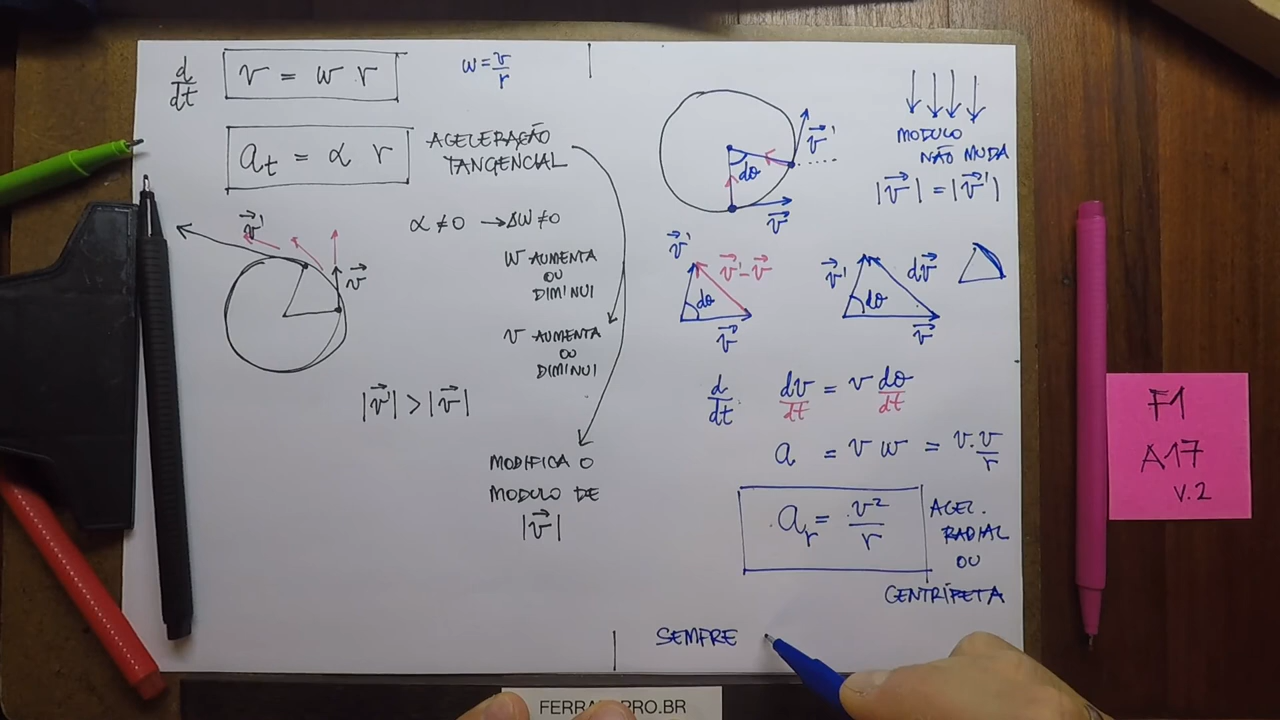 d/dt v = w r
w = v/r
a_t = α r
ACELERAÇÃO
TANGENCIAL
α ≠ 0 → ΔW ≠ 0
W AUMENTA
OU
DIMINUI
v⃗'
v⃗
v AUMENTA
OU
DIMINUI
|v⃗'| > |v⃗|
MODIFICA O
MODULO DE
|v⃗|
v⃗'
dθ
v⃗
MODULO
NÃO MUDA
|v⃗| = |v⃗'|
v⃗'
v⃗'-v⃗
dθ
v⃗
v⃗'
dv⃗
dθ
v⃗
d/dt dv/dt = v dθ/dt
a = v w = v.v/r
a_r = v²/r
ACEL.
RADIAL
OU
CENTRÍPETA
SEMPRE
F1
A17
V.2